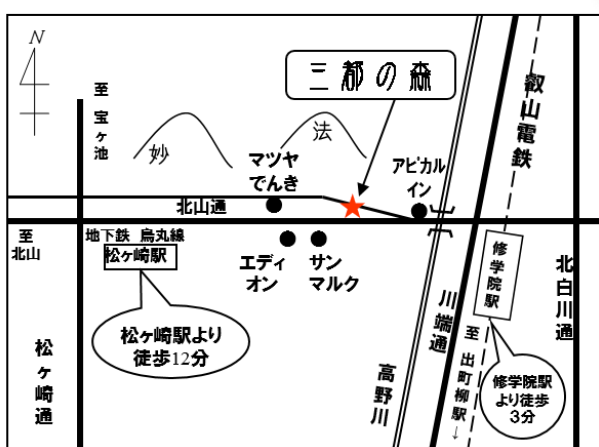 N
至
宝
ヶ
池
三都の森
妙
法
マツヤ
でんき
アピカル
イン
叡山電鉄
北山通
至
北山
地下鉄 烏丸線
松ヶ崎駅
エディ
オン
サン
マルク
修学院駅
北白川通
川端通
至 出町柳駅→
松ヶ崎駅より
徒歩12分
松ヶ崎通
高野川
修学院駅
より徒歩
3分